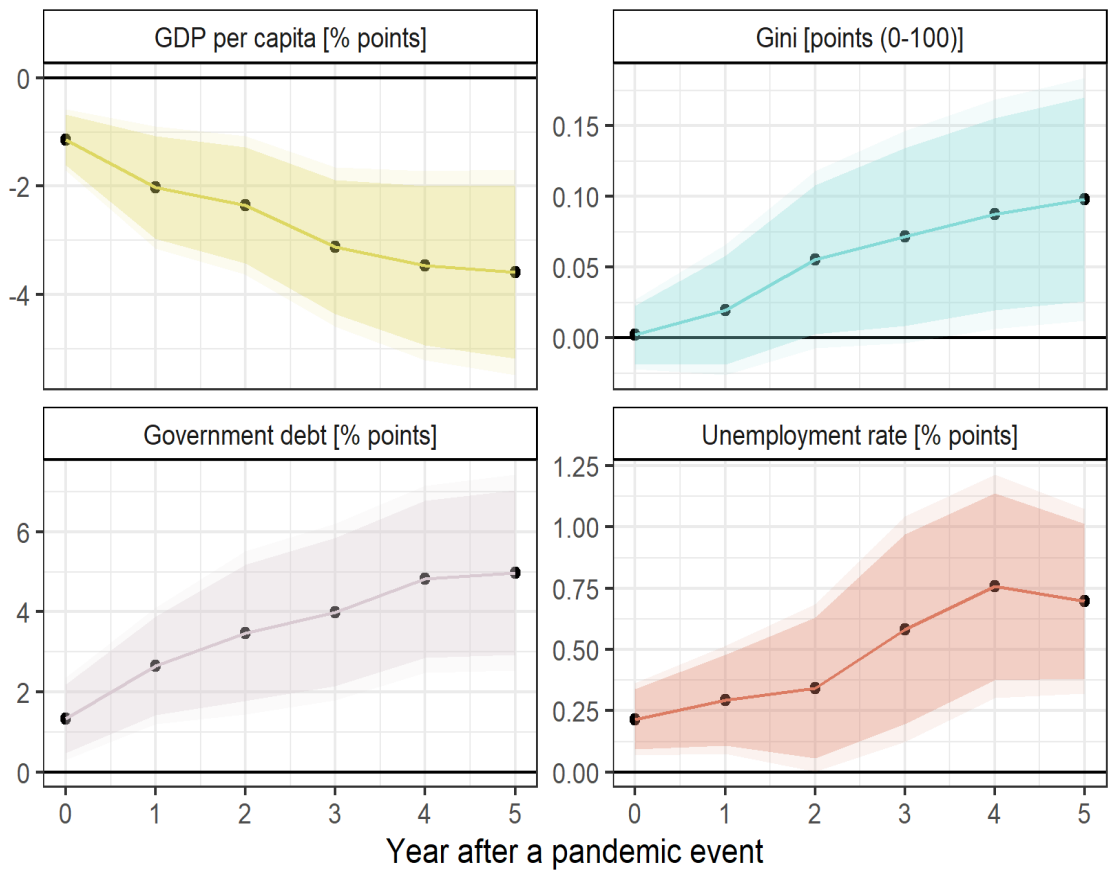 GDP per capita [% points]
Gini [points (0-100)]
0
-2
-4
0.15
0.10
0.05
0.00
Government debt [% points]
Unemployment rate [% points]
6
4
2
0
1.25
1.00
0.75
0.50
0.25
0.00
0 1 2 3 4 5
0 1 2 3 4 5
Year after a pandemic event